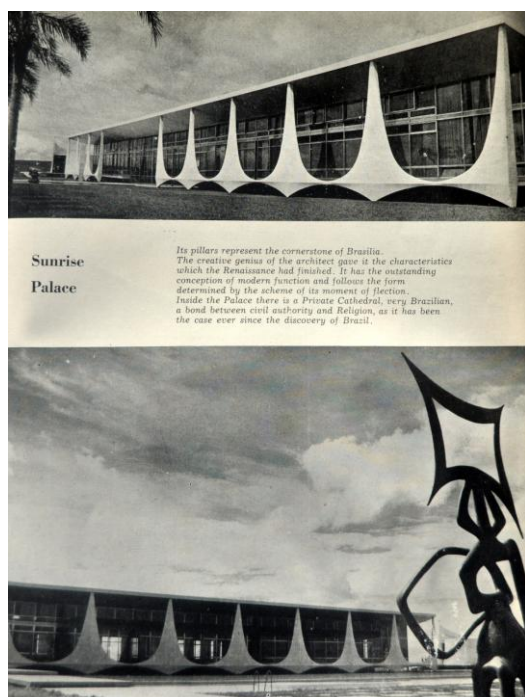 Sunrise
Palace
Its pillars represent the cornerstone of Brasília.
The creative genius of the architect gave it the characteristics
which the Renaissance had finished. It has the outstanding
conception of modern function and follows the form
determined by the scheme of its moment of flection.
Inside the Palace there is a Private Cathedral, very Brazilian,
a bond between civil authority and Religion, as it has been
the case ever since the discovery of Brazil.